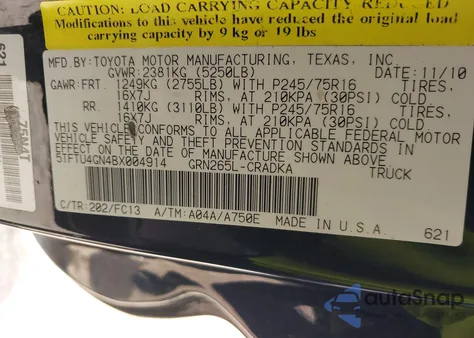 CAUTION: LOAD CARRYING CAPACITY REDUCED
Modifications to this vehicle have reduced the original load
carrying capacity by 9 kg or 19 lbs
MFD.BY:TOYOTA MOTOR MANUFACTURING, TEXAS, INC.
GVWR:2381KG (5250LB) DATE: 11/10
GAWR:FRT. 1249KG (2755LB) WITH P245/75R16 TIRES,
16X7J RIMS, AT 210KPA (30PSI) COLD
RR. 1410KG (3110LB) WITH P245/75R16 TIRES,
16X7J RIMS, AT 210KPA (30PSI) COLD
THIS VEHICLE CONFORMS TO ALL APPLICABLE FEDERAL MOTOR
VEHICLE SAFETY STANDARDS IN EFFECT ON THE DATE OF
MANUFACTURE SHOWN ABOVE.
5TFTU4GN4BX004914 GRN265L-CRADKA TRUCK
C/TR:202/FC13 A/TM:A04A/A750E MADE IN U.S.A. 621
621
autoSnap